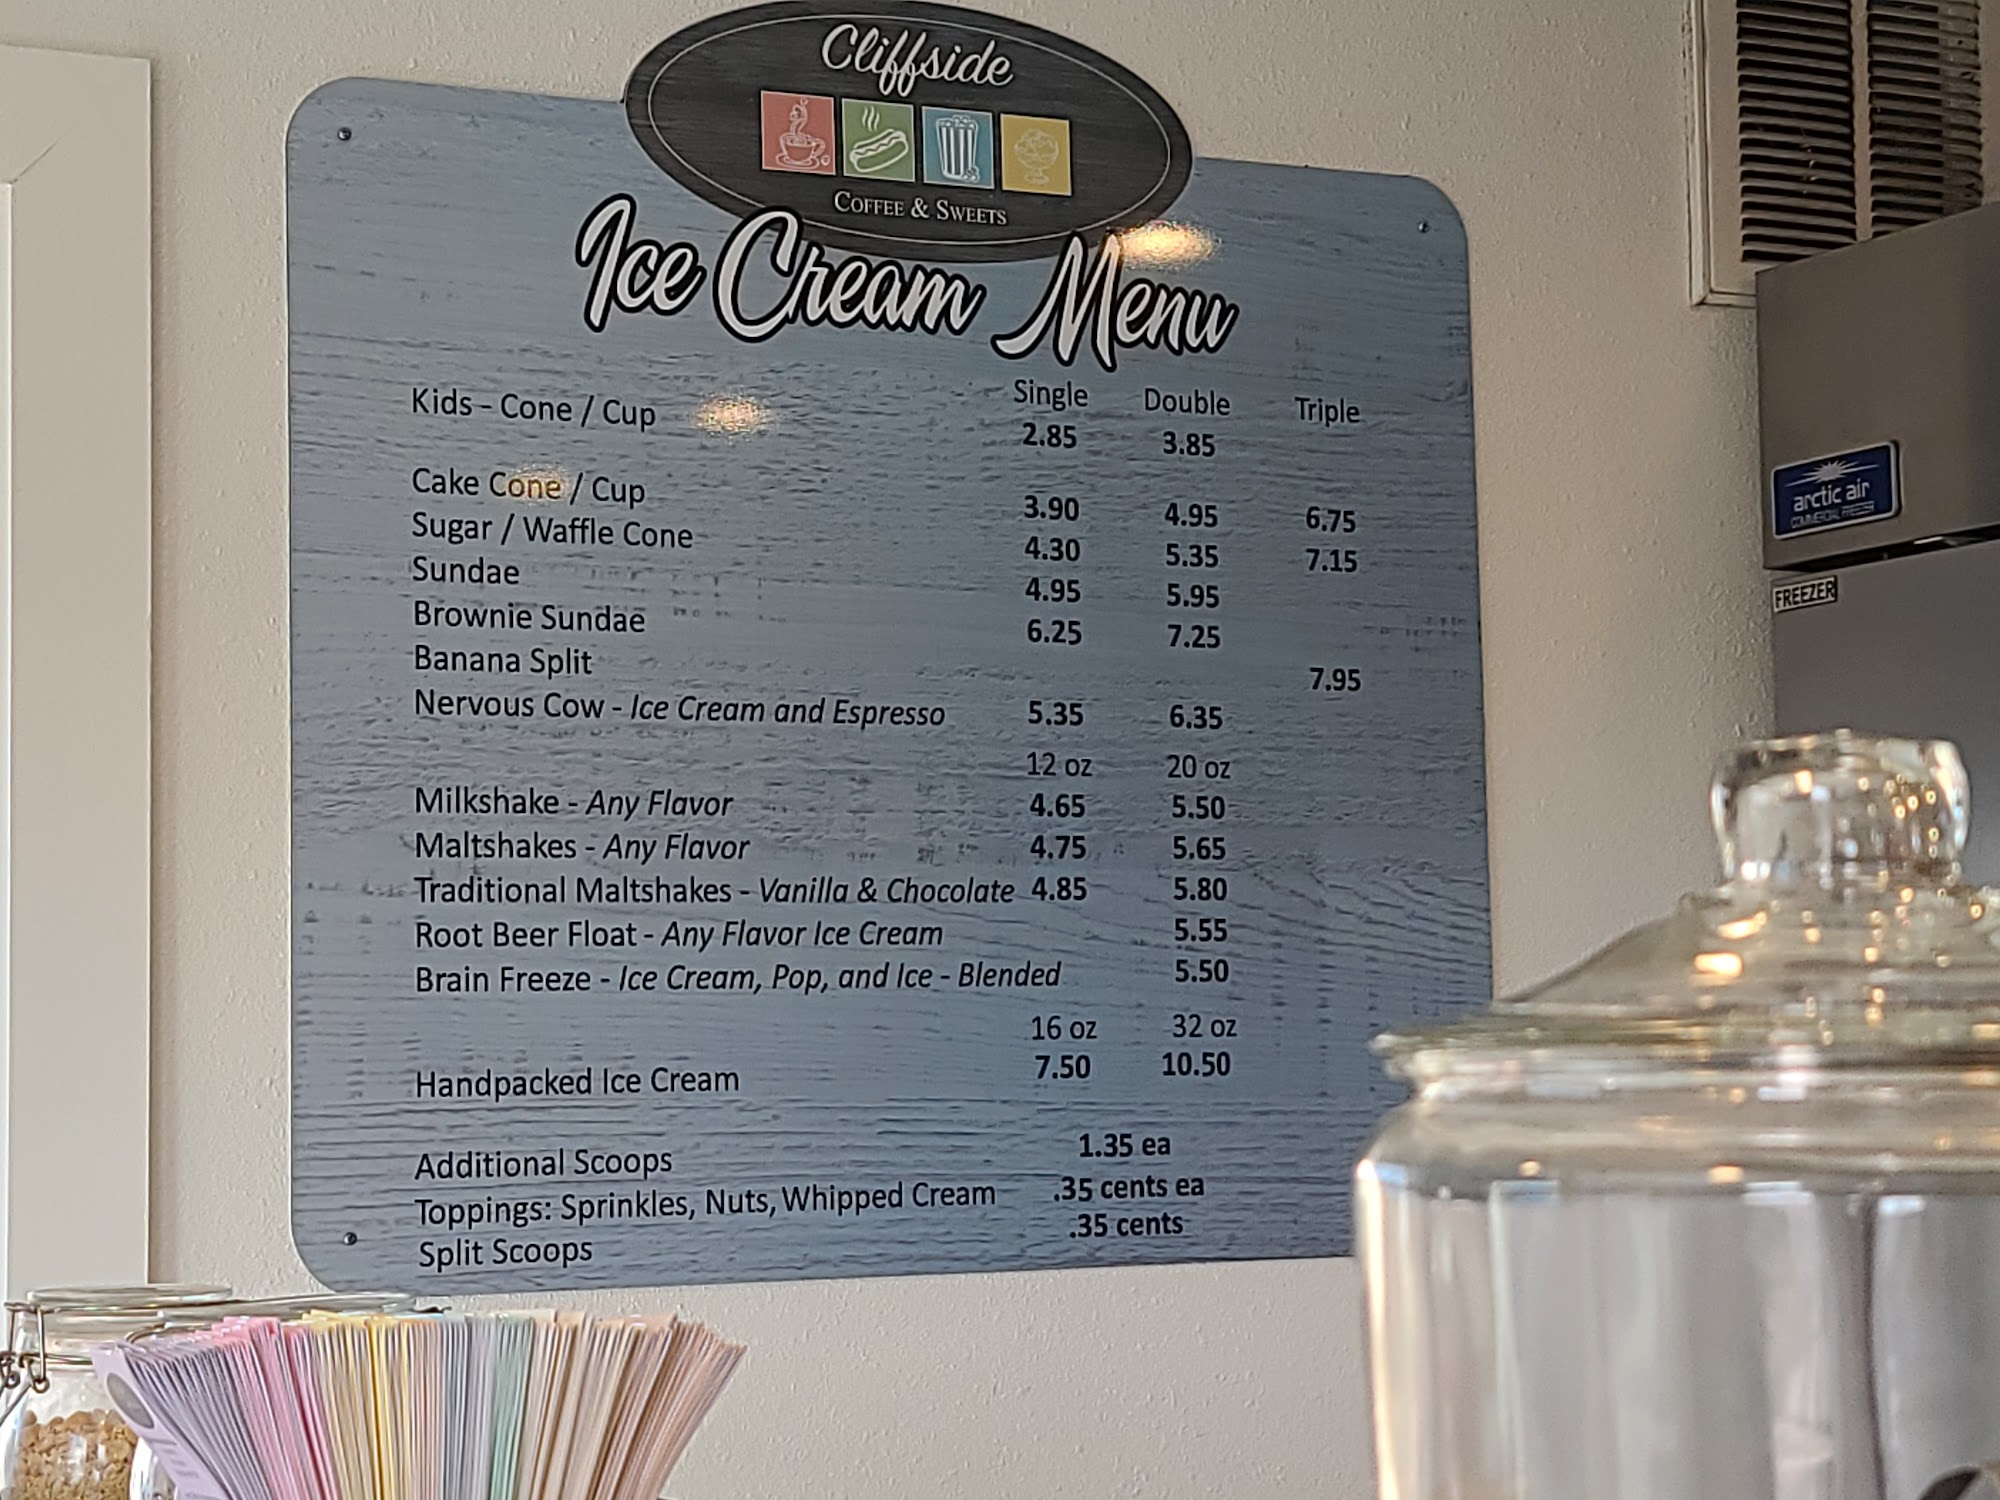 Cliffside
COFFEE & SWEETS
Ice Cream Menu
Single Double Triple
Kids - Cone / Cup 2.85 3.85
Cake Cone / Cup 3.90 4.95 6.75
Sugar / Waffle Cone 4.30 5.35 7.15
Sundae 4.95 5.95
Brownie Sundae 6.25 7.25
Banana Split 7.95
Nervous Cow - Ice Cream and Espresso 5.35 6.35
12 oz 20 oz
Milkshake - Any Flavor 4.65 5.50
Maltshakes - Any Flavor 4.75 5.65
Traditional Maltshakes - Vanilla & Chocolate 4.85 5.80
Root Beer Float - Any Flavor Ice Cream 5.55
Brain Freeze - Ice Cream, Pop, and Ice - Blended 5.50
16 oz 32 oz
Handpacked Ice Cream 7.50 10.50
Additional Scoops 1.35 ea
Toppings: Sprinkles, Nuts, Whipped Cream .35 cents ea
Split Scoops .35 cents
arctic air
COMMERCIAL FREEZER
FREEZER